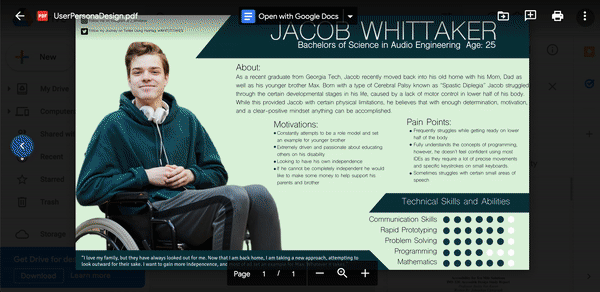 UserPersonaDesign.pdf
Open with Google Docs
JACOB WHITTAKER
Bachelors of Science in Audio Engineering Age: 25
About:
As a recent graduate from Georgia Tech, Jacob recently moved back into his old home with his Mom, Dad as
well as his younger brother Max. Born with a type of Cerebral Palsy known as "Spastic Diplegia" Jacob struggled
through the certain developmental stages in his life, caused by a lack of motor control in lower half of his body.
While this provided Jacob with certain physical limitations, he believes that with enough determination, motivation,
and a clear-positive mindset anything can be accomplished.
Motivations:
Constantly attempts to be a role model and set
an example for younger brother
Extremely driven and passionate about educating
others on his disability
Looking to have his own independence
If he cannot be completely independent he would
like to make some money to help support his
parents and brother
Pain Points:
Frequently struggles while getting ready on lower
half of the body
Fully understands the concepts of programming,
however, he doesn't feel confident using most
IDEs as they require a lot of precise movements
and specific keystrokes on small keyboards.
Sometimes struggles with certain small areas of
speech
Technical Skills and Abilities
Communication Skills
Rapid Prototyping
Problem Solving
Programming
Mathematics
"I love my family, but they have always looked out for me. Now that I am back home, I am taking a new approach, attempting to
look outward for their sake. I want to gain more independence, and
New
My Drive
Shared
Recent
Starred
Trash
Storage
Get Drive for
Download
Learn more
Page 1 / 1